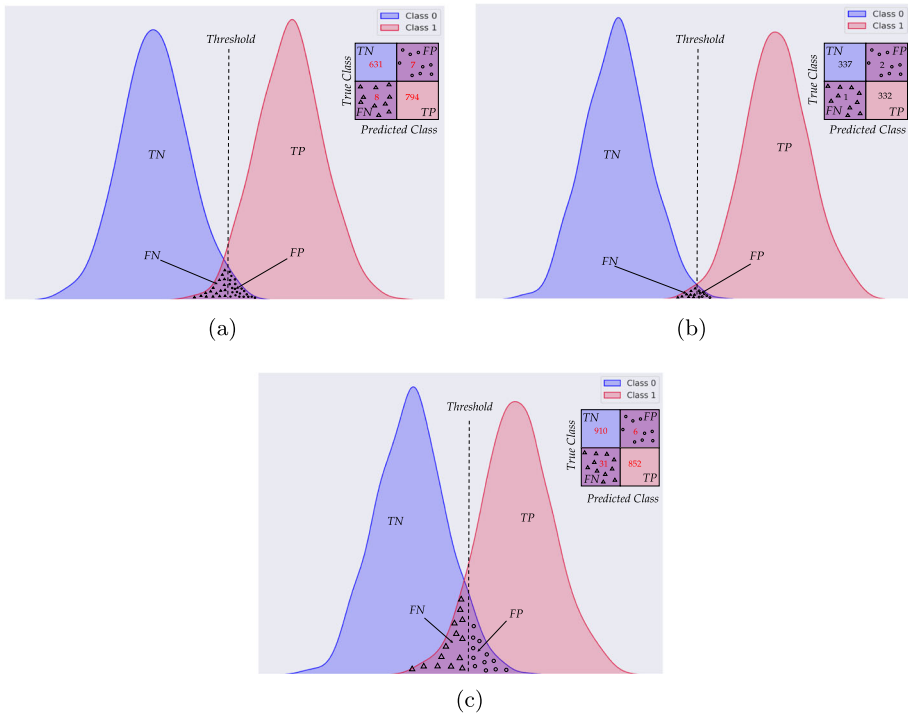 Class 0
Class 1
Threshold
TN
FP
631
7
8
794
FN
TP
True Class
Predicted Class
TN
TP
FN
FP
(a)
Class 0
Class 1
Threshold
TN
FP
337
2
1
332
FN
TP
True Class
Predicted Class
TN
TP
FN
FP
(b)
Class 0
Class 1
Threshold
TN
FP
910
6
31
852
FN
TP
True Class
Predicted Class
TN
TP
FN
FP
(c)